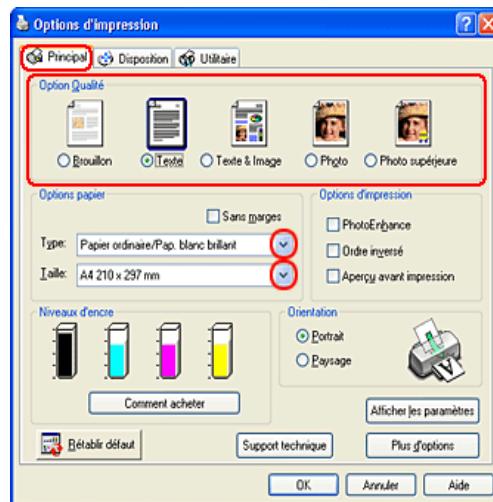 Options d'impression
Principal Disposition Utilitaire
Option Qualité
Brouillon Texte Texte & Image Photo Photo supérieure
Options papier
Sans marges
Type: Papier ordinaire/Pap. blanc brillant
Taille: A4 210 x 297 mm
Options d'impression
PhotoEnhance
Ordre inversé
Aperçu avant impression
Niveaux d'encre
Comment acheter
Orientation
Portrait
Paysage
Afficher les paramètres
Rétablir défaut Support technique Plus d'options
OK Annuler Aide